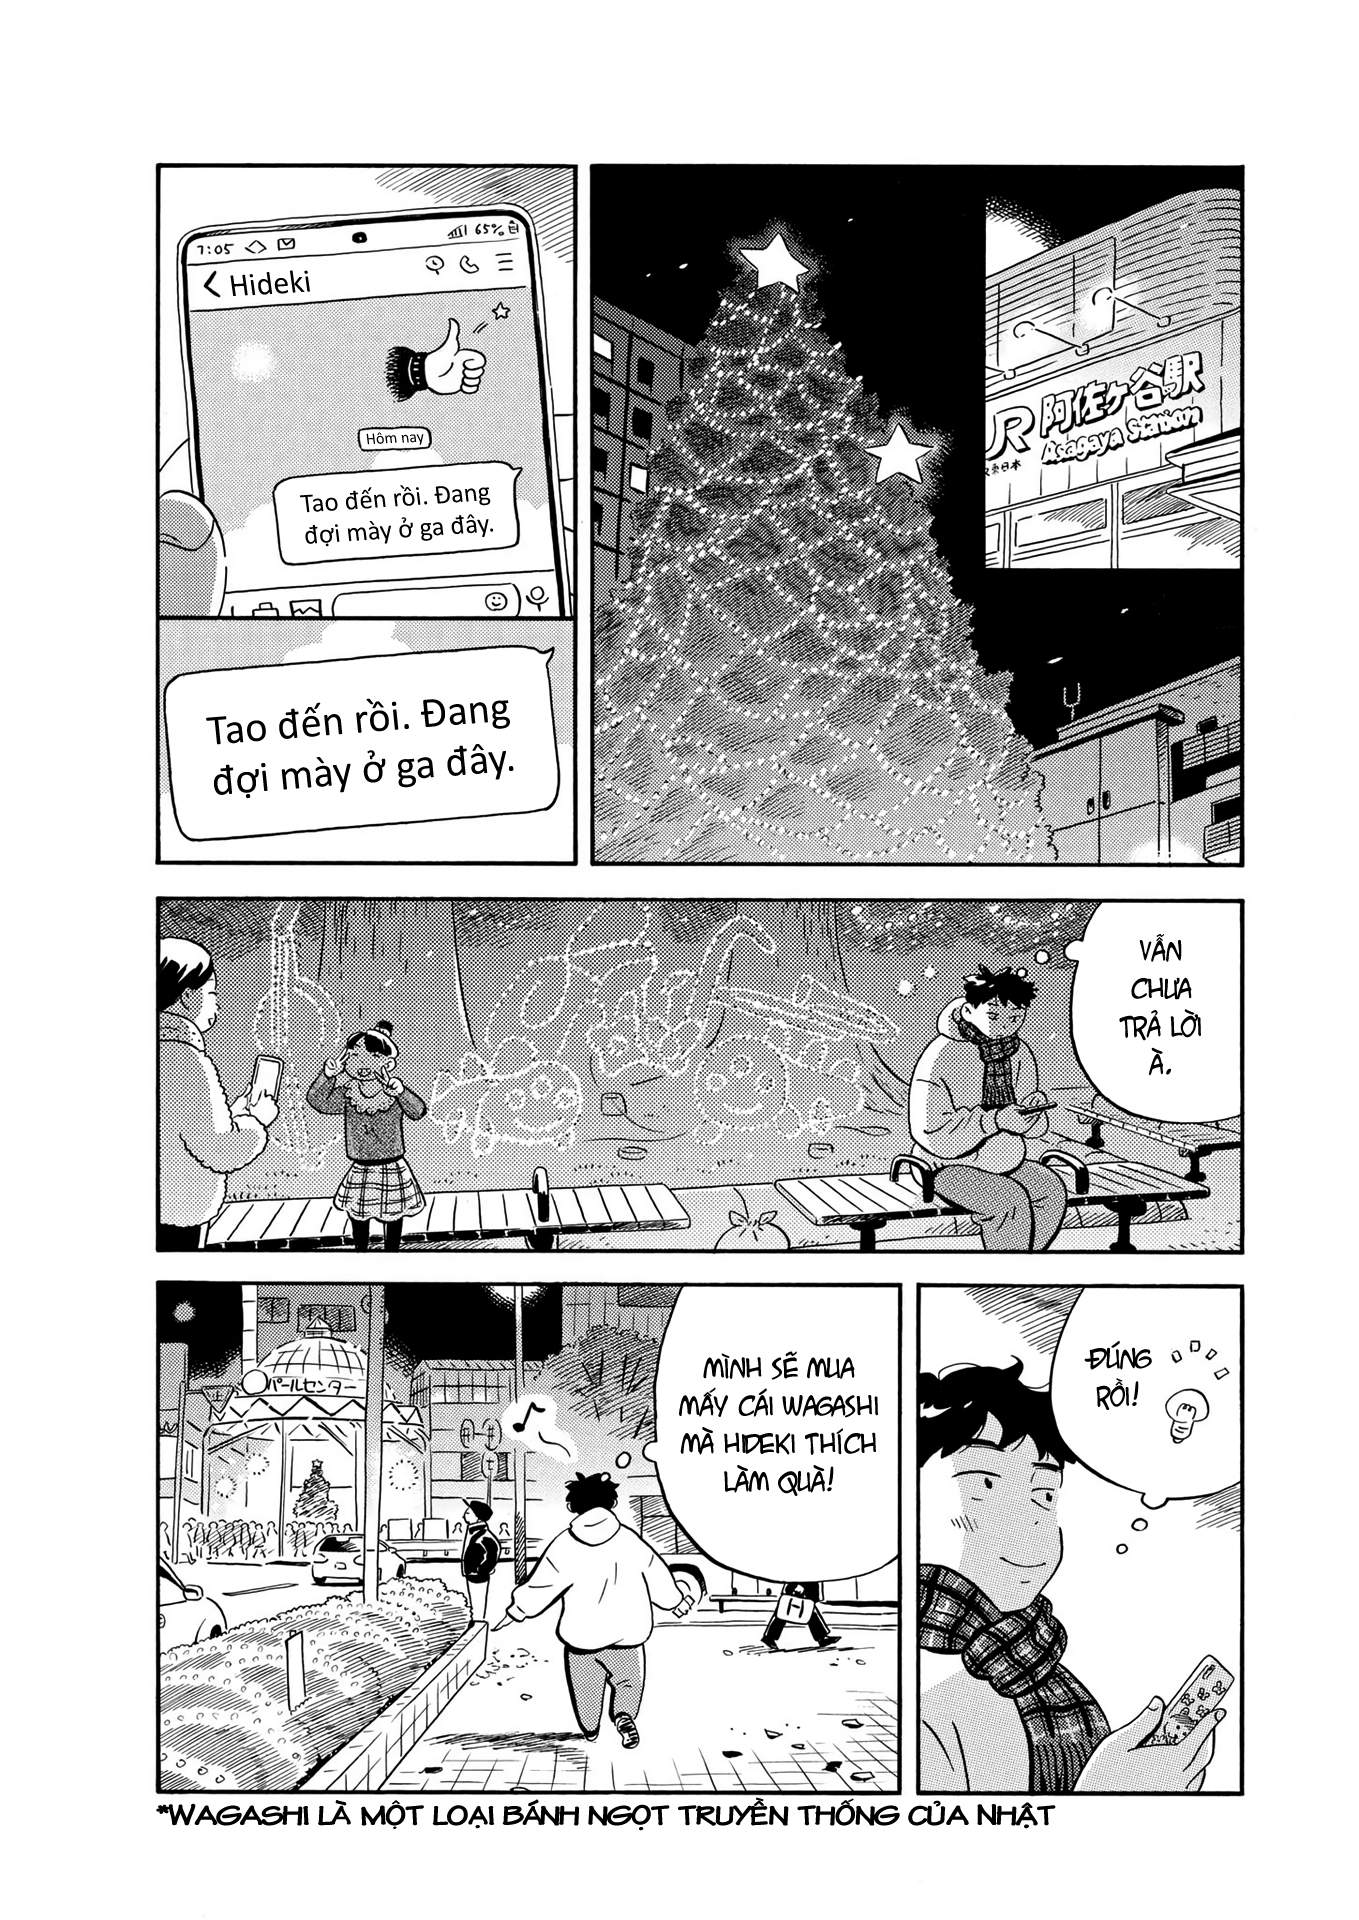 7:05
65%
Hideki
Hôm nay
Tao đến rồi. Đang
đợi mày ở ga đây.
Tao đến rồi. Đang
đợi mày ở ga đây.
JR
阿佐ヶ谷駅
Asagaya Station
VẪN
CHƯA
TRẢ LỜI
À.
パールセンター
MÌNH SẼ MUA
MẤY CÁI WAGASHI
MÀ HIDEKI THÍCH
LÀM QUÀ!
H
ĐÚNG
RỒI!
*WAGASHI LÀ MỘT LOẠI BÁNH NGỌT TRUYỀN THỐNG CỦA NHẬT